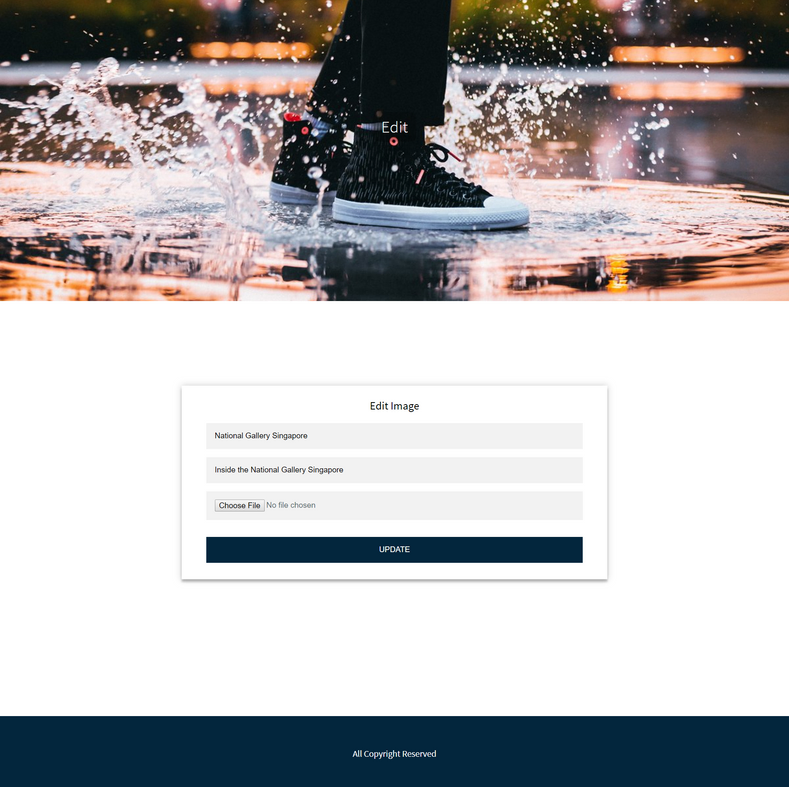 Edit
Edit Image
National Gallery Singapore
Inside the National Gallery Singapore
Choose File No file chosen
UPDATE
All Copyright Reserved